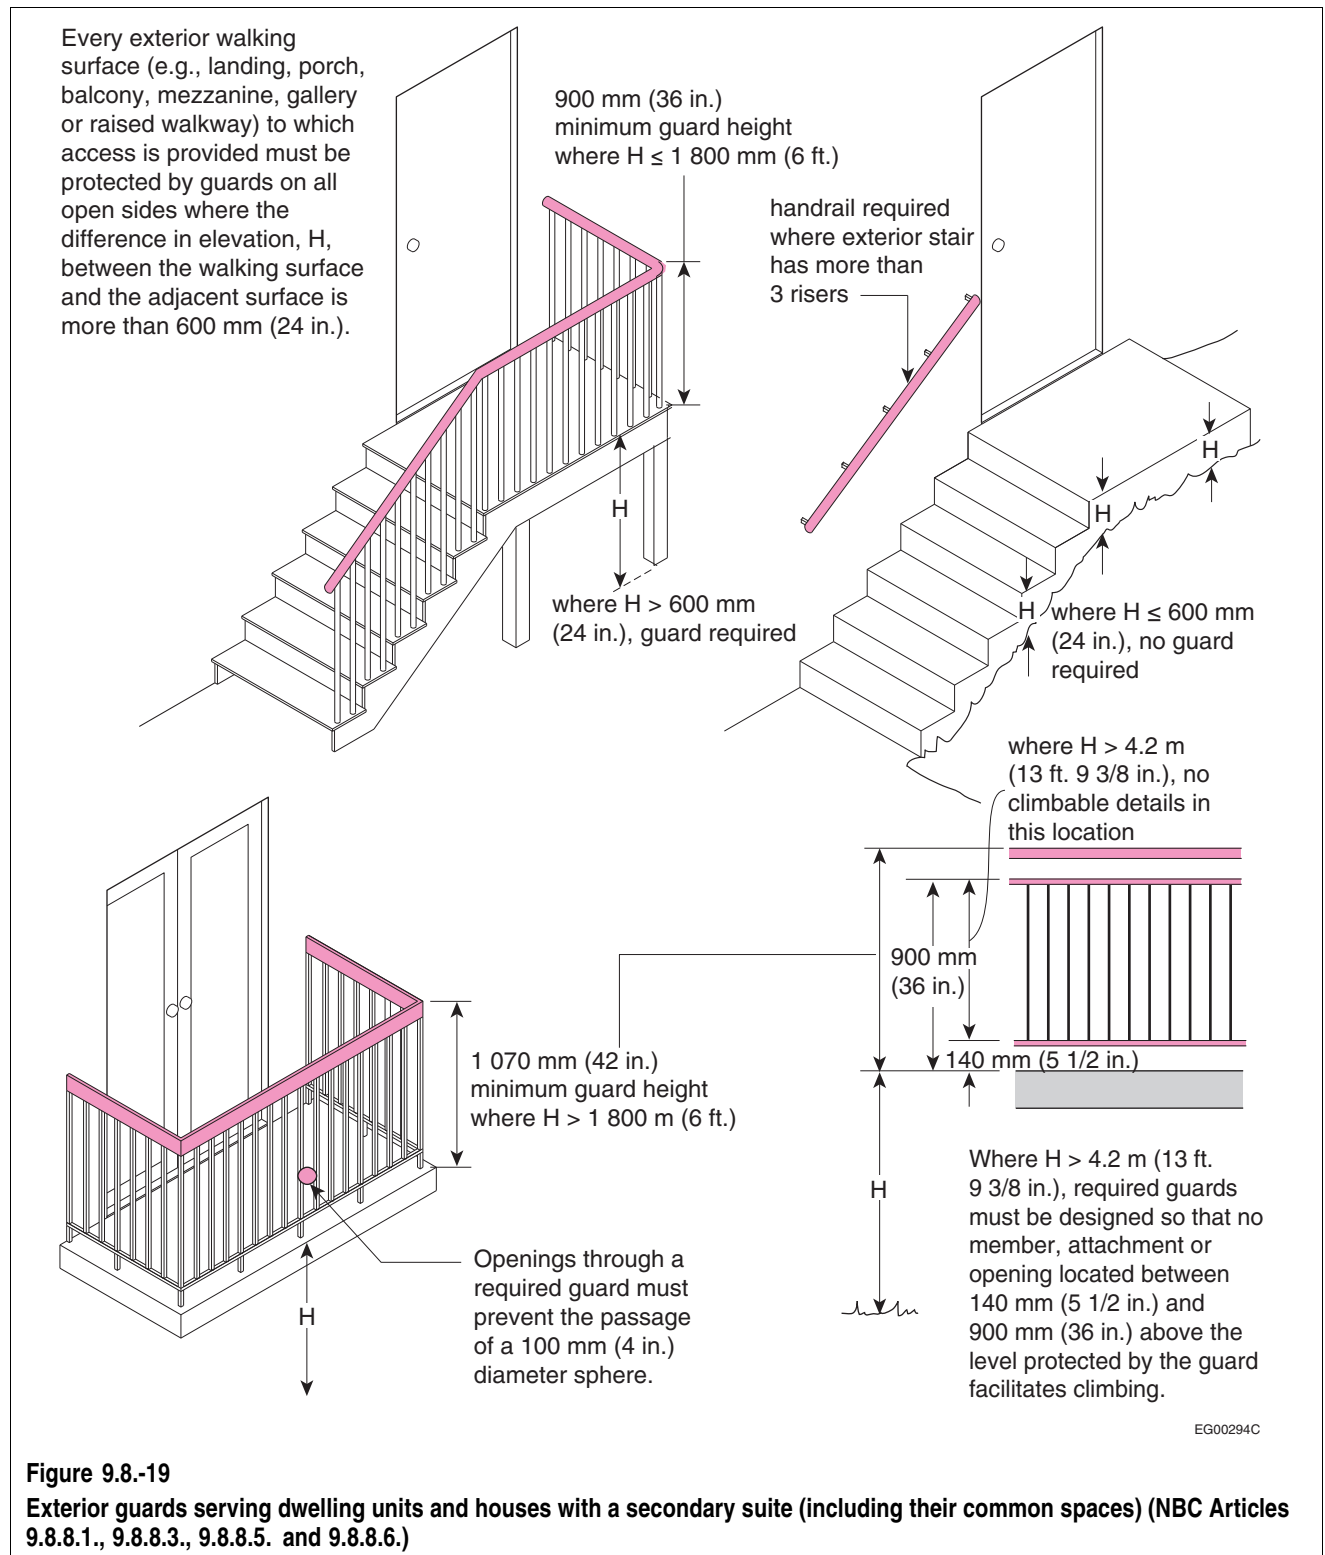 Every exterior walking
surface (e.g., landing, porch,
balcony, mezzanine, gallery
or raised walkway) to which
access is provided must be
protected by guards on all
open sides where the
difference in elevation, H,
between the walking surface
and the adjacent surface is
more than 600 mm (24 in.).
900 mm (36 in.)
minimum guard height
where H ≤ 1 800 mm (6 ft.)
H
where H > 600 mm
(24 in.), guard required
handrail required
where exterior stair
has more than
3 risers
H
H
H
where H ≤ 600 mm
(24 in.), no guard
required
1 070 mm (42 in.)
minimum guard height
where H > 1 800 m (6 ft.)
Openings through a
required guard must
prevent the passage
of a 100 mm (4 in.)
diameter sphere.
H
where H > 4.2 m
(13 ft. 9 3/8 in.), no
climbable details in
this location
900 mm
(36 in.)
140 mm (5 1/2 in.)
H
Where H > 4.2 m (13 ft.
9 3/8 in.), required guards
must be designed so that no
member, attachment or
opening located between
140 mm (5 1/2 in.) and
900 mm (36 in.) above the
level protected by the guard
facilitates climbing.
EG00294C
Figure 9.8.-19
Exterior guards serving dwelling units and houses with a secondary suite (including their common spaces) (NBC Articles
9.8.8.1., 9.8.8.3., 9.8.8.5. and 9.8.8.6.)